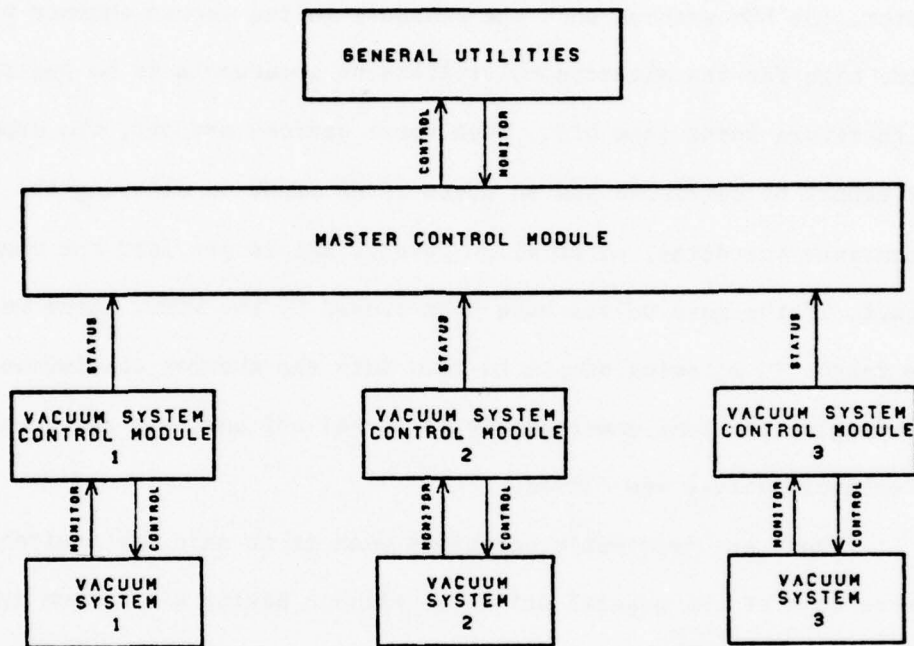 GENERAL UTILITIES
CONTROL
MONITOR
MASTER CONTROL MODULE
STATUS
STATUS
STATUS
VACUUM SYSTEM
CONTROL MODULE
1
VACUUM SYSTEM
CONTROL MODULE
2
VACUUM SYSTEM
CONTROL MODULE
3
MONITOR
CONTROL
MONITOR
CONTROL
MONITOR
CONTROL
VACUUM
SYSTEM
1
VACUUM
SYSTEM
2
VACUUM
SYSTEM
3